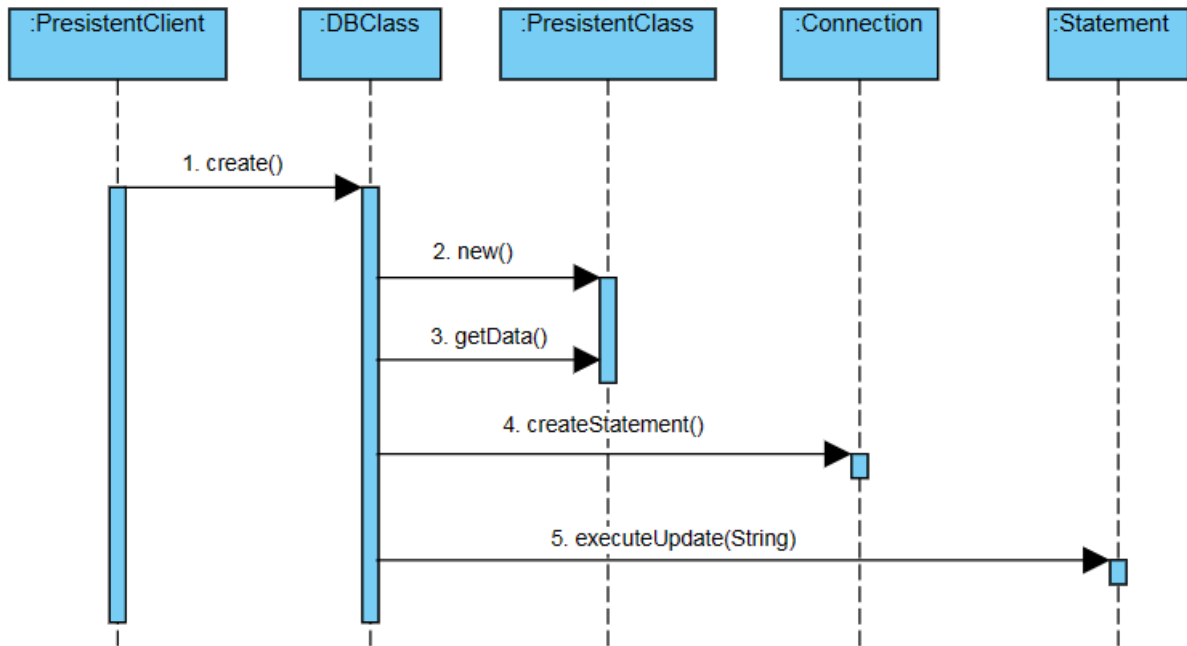 :PresistentClient
:DBClass
:PresistentClass
:Connection
:Statement
1. create()
2. new()
3. getData()
4. createStatement()
5. executeUpdate(String)